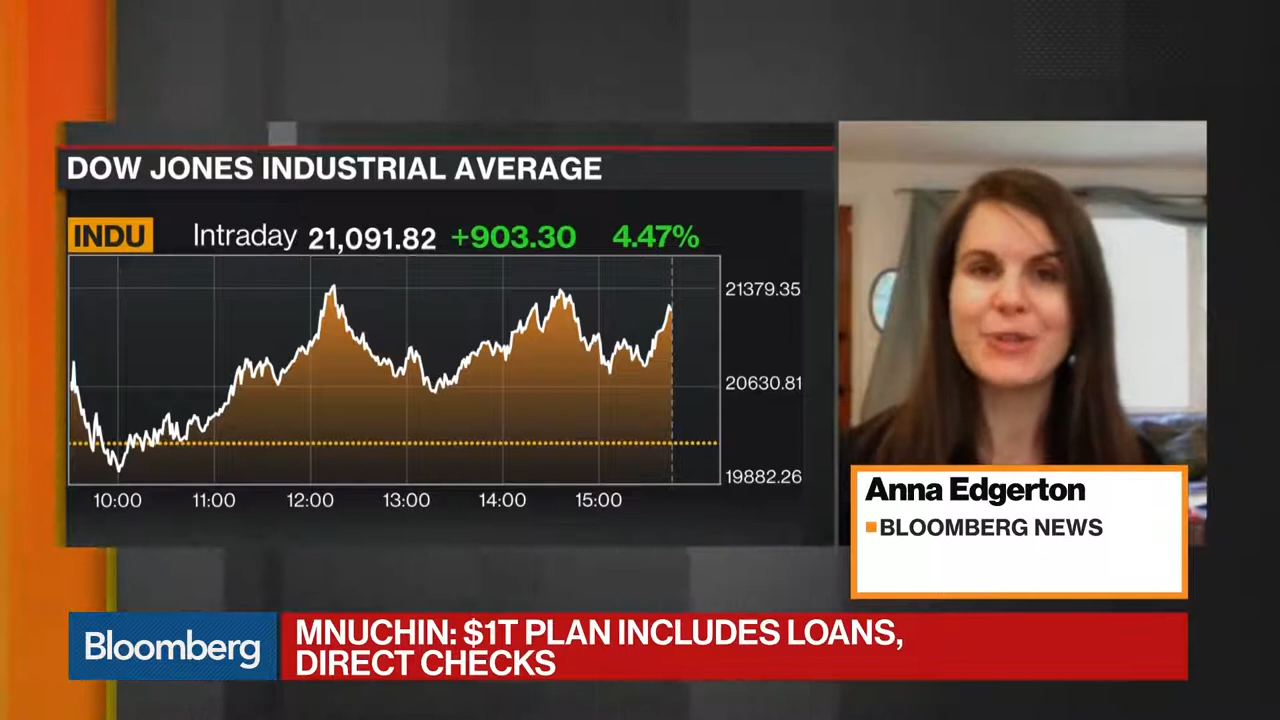 DOW JONES INDUSTRIAL AVERAGE
INDU Intraday 21,091.82 +903.30 4.47%
21379.35
20630.81
19882.26
10:00 11:00 12:00 13:00 14:00 15:00
Anna Edgerton
BLOOMBERG NEWS
Bloomberg
MNUCHIN: $1T PLAN INCLUDES LOANS,
DIRECT CHECKS